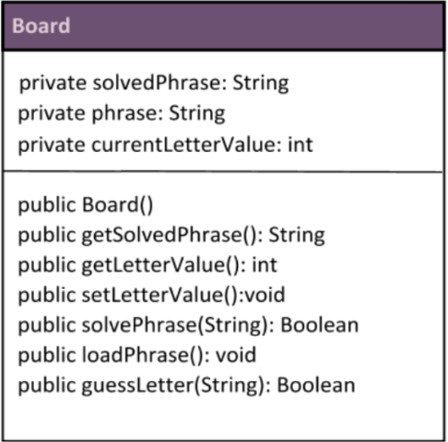 Board
private solvedPhrase: String
private phrase: String
private currentLetterValue: int
public Board()
public getSolvedPhrase(): String
public getLetterValue(): int
public setLetterValue():void
public solvePhrase(String): Boolean
public loadPhrase(): void
public guessLetter(String): Boolean